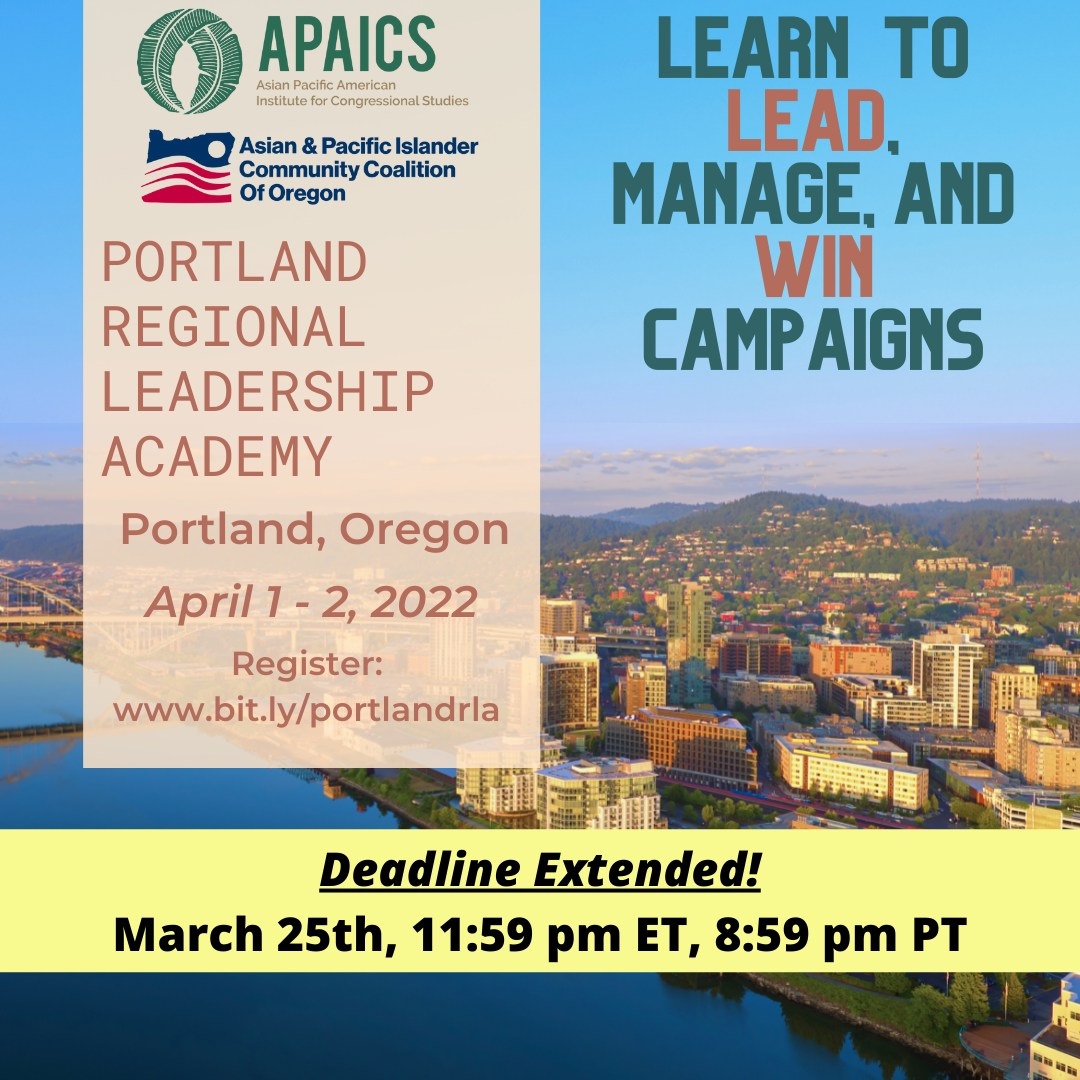 APAICS
Asian Pacific American
Institute for Congressional Studies
Asian & Pacific Islander
Community Coalition
Of Oregon
PORTLAND
REGIONAL
LEADERSHIP
ACADEMY
Portland, Oregon
April 1 - 2, 2022
Register:
www.bit.ly/portlandrla
LEARN TO
LEAD,
MANAGE, AND
WIN
CAMPAIGNS
Deadline Extended!
March 25th, 11:59 pm ET, 8:59 pm PT